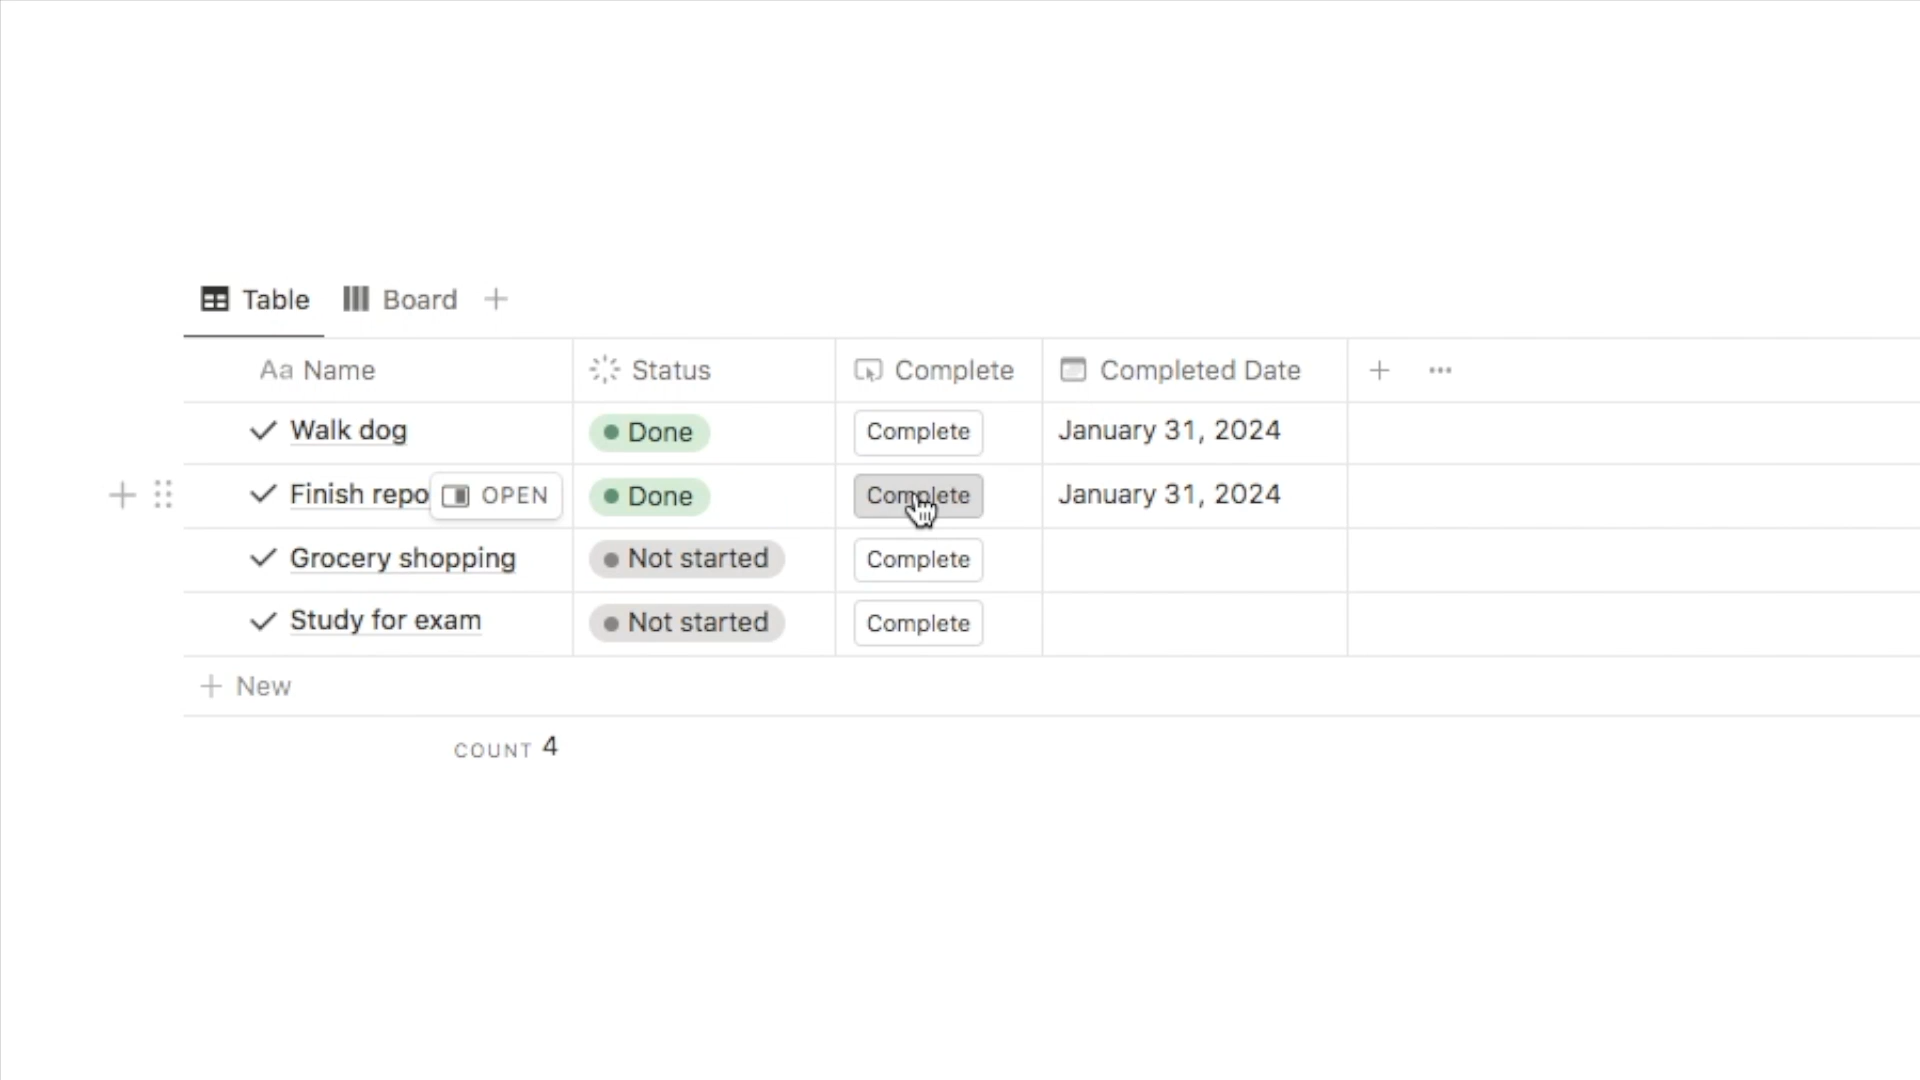 Table Board
Aa Name Status Complete Completed Date
Walk dog Done Complete January 31, 2024
Finish repo OPEN Done Complete January 31, 2024
Grocery shopping Not started Complete
Study for exam Not started Complete
New
COUNT 4